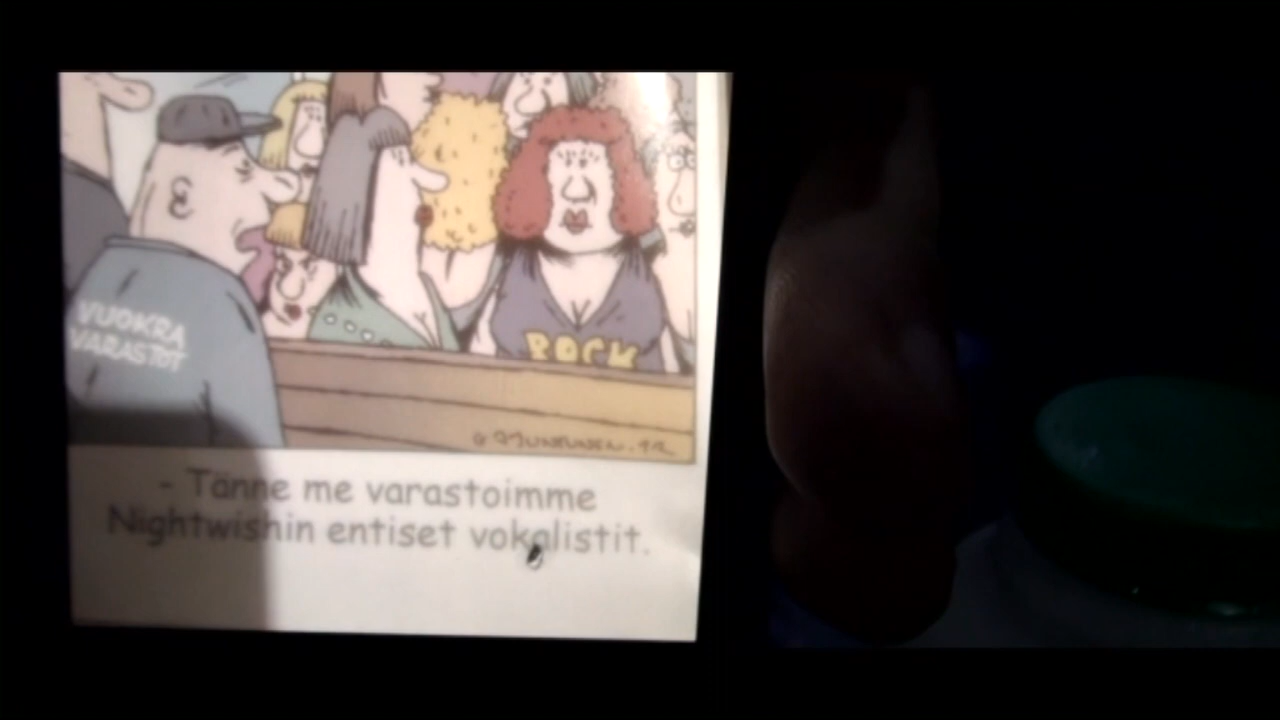 VUOKRA
VARASTOT
ROCK
- Tänne me varastoimme
Nightwishin entiset vokalistit.